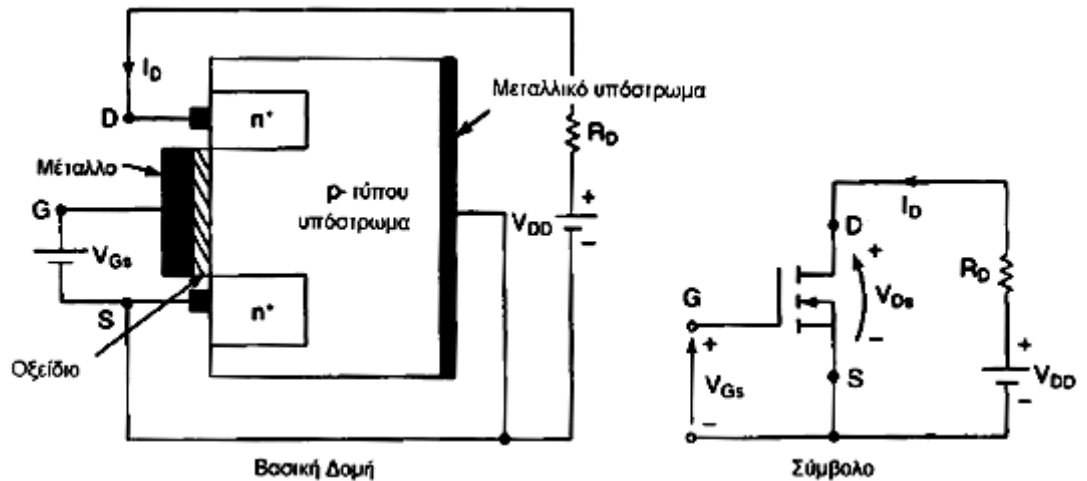 I_D
D
n⁺
Μεταλλικό υπόστρωμα
R_D
Μέταλλο
p- τύπου
υπόστρωμα
+
V_DD
−
G
V_Gs
S
n⁺
Οξείδιο
Βασική Δομή
I_D
D
+
R_D
G
V_Ds
−
+
+
V_Gs
S
V_DD
−
−
Σύμβολο